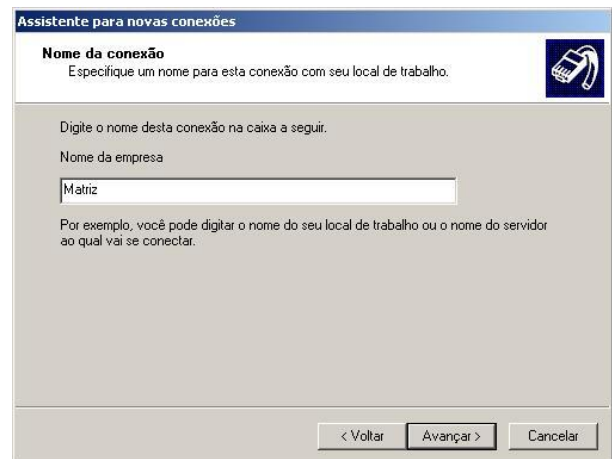 Assistente para novas conexões
Nome da conexão
Especifique um nome para esta conexão com seu local de trabalho.
Digite o nome desta conexão na caixa a seguir.
Nome da empresa
Matriz
Por exemplo, você pode digitar o nome do seu local de trabalho ou o nome do servidor
ao qual vai se conectar.
< Voltar Avançar > Cancelar